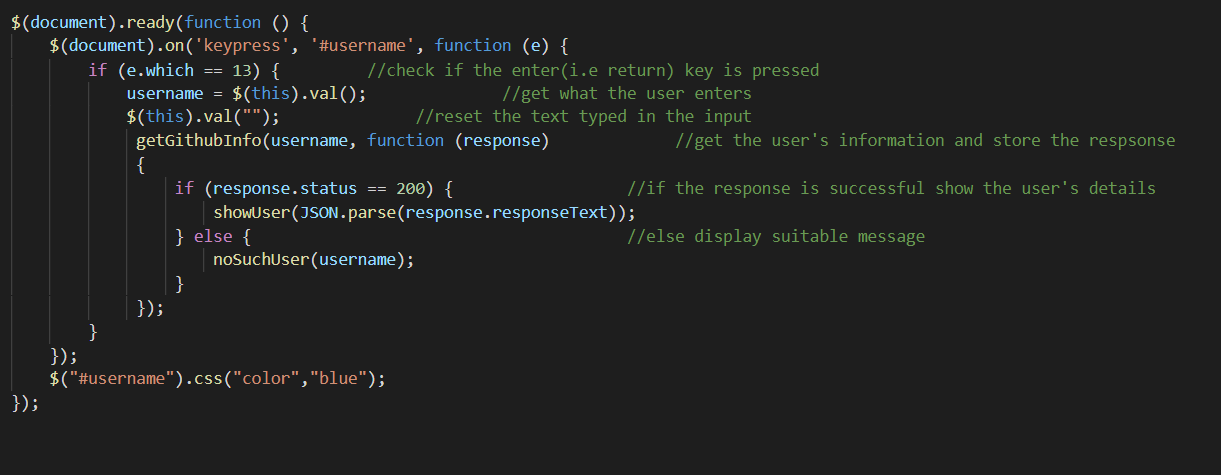 $(document).ready(function () {
    $(document).on('keypress', '#username', function (e) {
        if (e.which == 13) {         //check if the enter(i.e return) key is pressed
            username = $(this).val();              //get what the user enters
            $(this).val("");              //reset the text typed in the input
             getGithubInfo(username, function (response)             //get the user's information and store the respsonse
             {
                 if (response.status == 200) {                  //if the response is successful show the user's details
                     showUser(JSON.parse(response.responseText));
                 } else {                                       //else display suitable message
                     noSuchUser(username);
                 }
             });
        }
    });
    $("#username").css("color","blue");
});